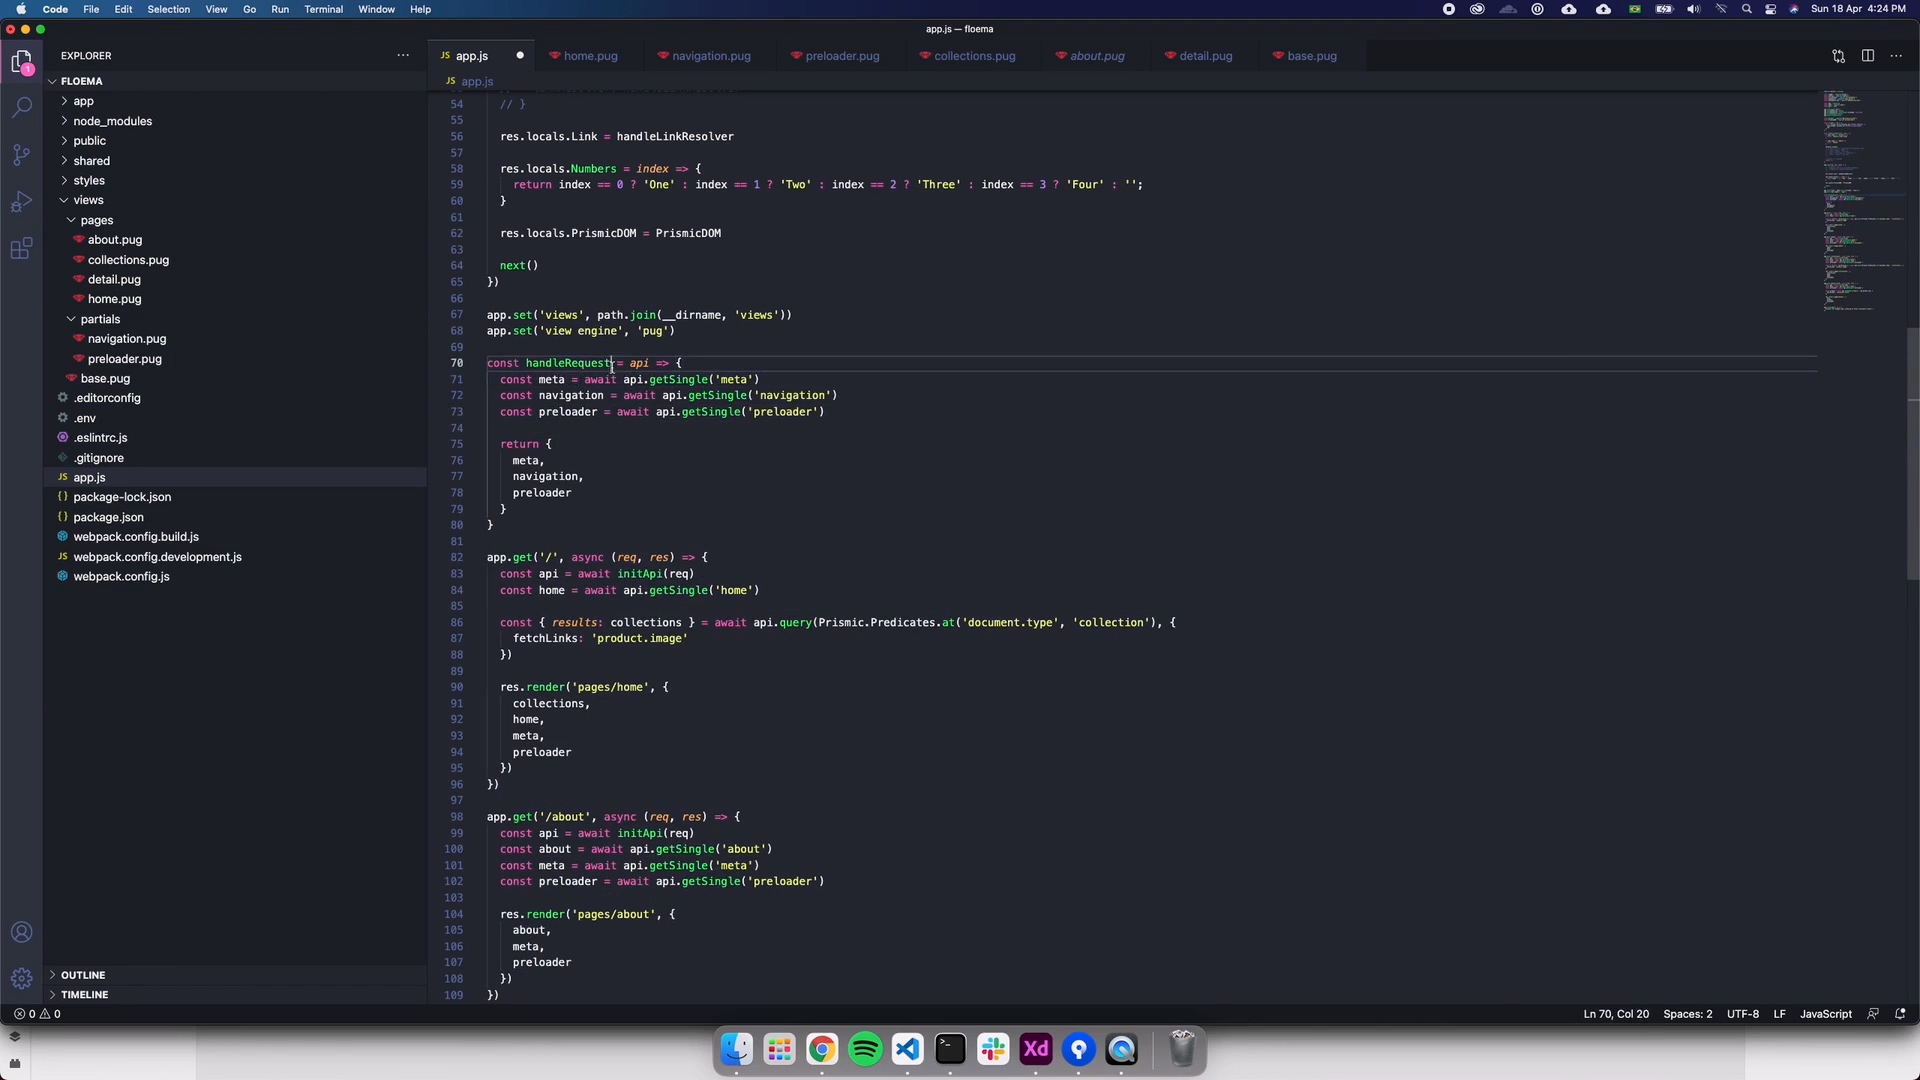 Code File Edit Selection View Go Run Terminal Window Help
Sun 18 Apr 4:24 PM
app.js — floema
EXPLORER
1
FLOEMA
app
node_modules
public
shared
styles
views
pages
about.pug
collections.pug
detail.pug
home.pug
partials
navigation.pug
preloader.pug
base.pug
.editorconfig
.env
.eslintrc.js
.gitignore
JS app.js
{} package-lock.json
{} package.json
webpack.config.build.js
JS webpack.config.development.js
webpack.config.js
OUTLINE
TIMELINE
JS app.js home.pug navigation.pug preloader.pug collections.pug about.pug detail.pug base.pug
JS app.js
54 // }
55
56 res.locals.Link = handleLinkResolver
57
58 res.locals.Numbers = index => {
59 return index == 0 ? 'One' : index == 1 ? 'Two' : index == 2 ? 'Three' : index == 3 ? 'Four' : '';
60 }
61
62 res.locals.PrismicDOM = PrismicDOM
63
64 next()
65 })
66
67 app.set('views', path.join(__dirname, 'views'))
68 app.set('view engine', 'pug')
69
70 const handleRequest = api => {
71 const meta = await api.getSingle('meta')
72 const navigation = await api.getSingle('navigation')
73 const preloader = await api.getSingle('preloader')
74
75 return {
76 meta,
77 navigation,
78 preloader
79 }
80 }
81
82 app.get('/', async (req, res) => {
83 const api = await initApi(req)
84 const home = await api.getSingle('home')
85
86 const { results: collections } = await api.query(Prismic.Predicates.at('document.type', 'collection'), {
87 fetchLinks: 'product.image'
88 })
89
90 res.render('pages/home', {
91 collections,
92 home,
93 meta,
94 preloader
95 })
96 })
97
98 app.get('/about', async (req, res) => {
99 const api = await initApi(req)
100 const about = await api.getSingle('about')
101 const meta = await api.getSingle('meta')
102 const preloader = await api.getSingle('preloader')
103
104 res.render('pages/about', {
105 about,
106 meta,
107 preloader
108 })
109 })
0 0
Ln 70, Col 20 Spaces: 2 UTF-8 LF JavaScript
Xd